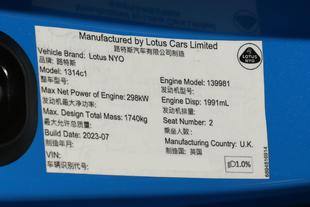 Manufactured by Lotus Cars Limited
路特斯汽车有限公司制造
LOTUS
Vehicle Brand: Lotus NYO
品牌: 路特斯
Model: 1314c1
型号:
Engine Model: 139981
发动机型号:
Max Net Power of Engine: 298kW
发动机最大净功率:
Engine Disp: 1991mL
发动机排量:
Max. Design Total Mass: 1740kg
最大允许总质量:
Seat Number: 2
乘坐人数:
Build Date: 2023-07
制造年月:
Manufacturing Country: U.K.
制造国: 英国
VIN:
车辆识别代号:
1.0%